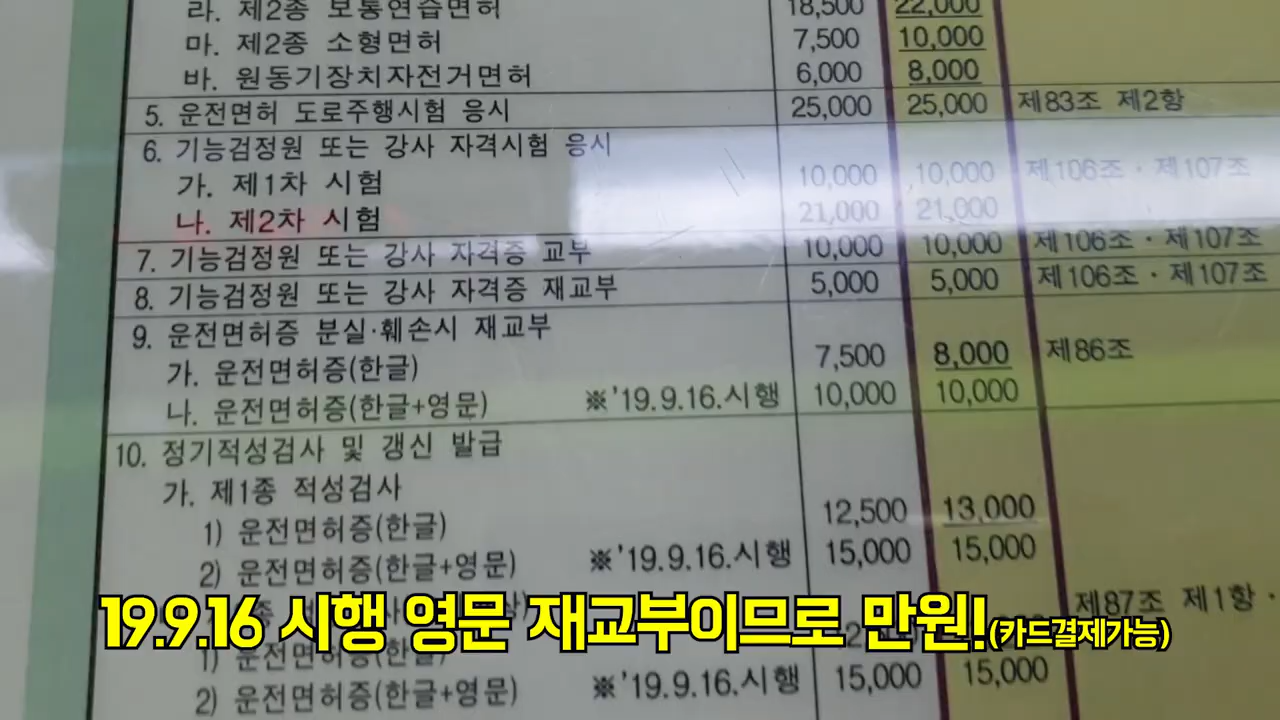 라. 제2종 보통연습면허 18,500 22,000
마. 제2종 소형면허 7,500 10,000
바. 원동기장치자전거면허 6,000 8,000
5. 운전면허 도로주행시험 응시 25,000 25,000 제83조 제2항
6. 기능검정원 또는 강사 자격시험 응시
가. 제1차 시험 10,000 10,000 제106조·제107조
나. 제2차 시험 21,000 21,000
7. 기능검정원 또는 강사 자격증 교부 10,000 10,000 제106조·제107조
8. 기능검정원 또는 강사 자격증 재교부 5,000 5,000 제106조·제107조
9. 운전면허증 분실·훼손시 재교부
가. 운전면허증(한글) 7,500 8,000 제86조
나. 운전면허증(한글+영문) ※'19.9.16.시행 10,000 10,000
10. 정기적성검사 및 갱신 발급
가. 제1종 적성검사
1) 운전면허증(한글) 12,500 13,000
2) 운전면허증(한글+영문) ※'19.9.16.시행 15,000 15,000
제87조 제1항·
19.9.16 시행 영문 재교부이므로 만원!(카드결제가능)
1) 운전면허증(한글)
2) 운전면허증(한글+영문) ※'19.9.16.시행 15,000 15,000